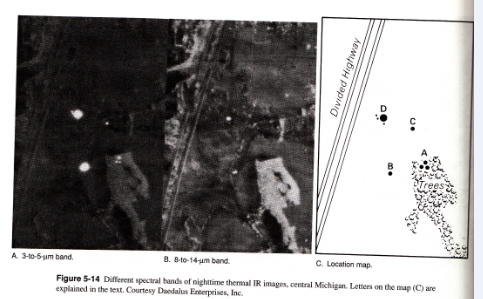 Divided Highway
D
C
A
B
Trees
A. 3-to-5-μm band.
B. 8-to-14-μm band.
C. Location map.
Figure 5-14 Different spectral bands of nighttime thermal IR images, central Michigan. Letters on the map (C) are
explained in the text. Courtesy Daedalus Enterprises, Inc.